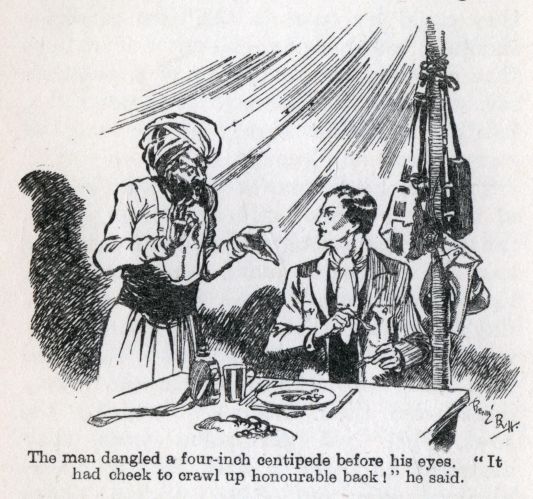 The man dangled a four-inch centipede before his eyes. "It
had cheek to crawl up honourable back!" he said.